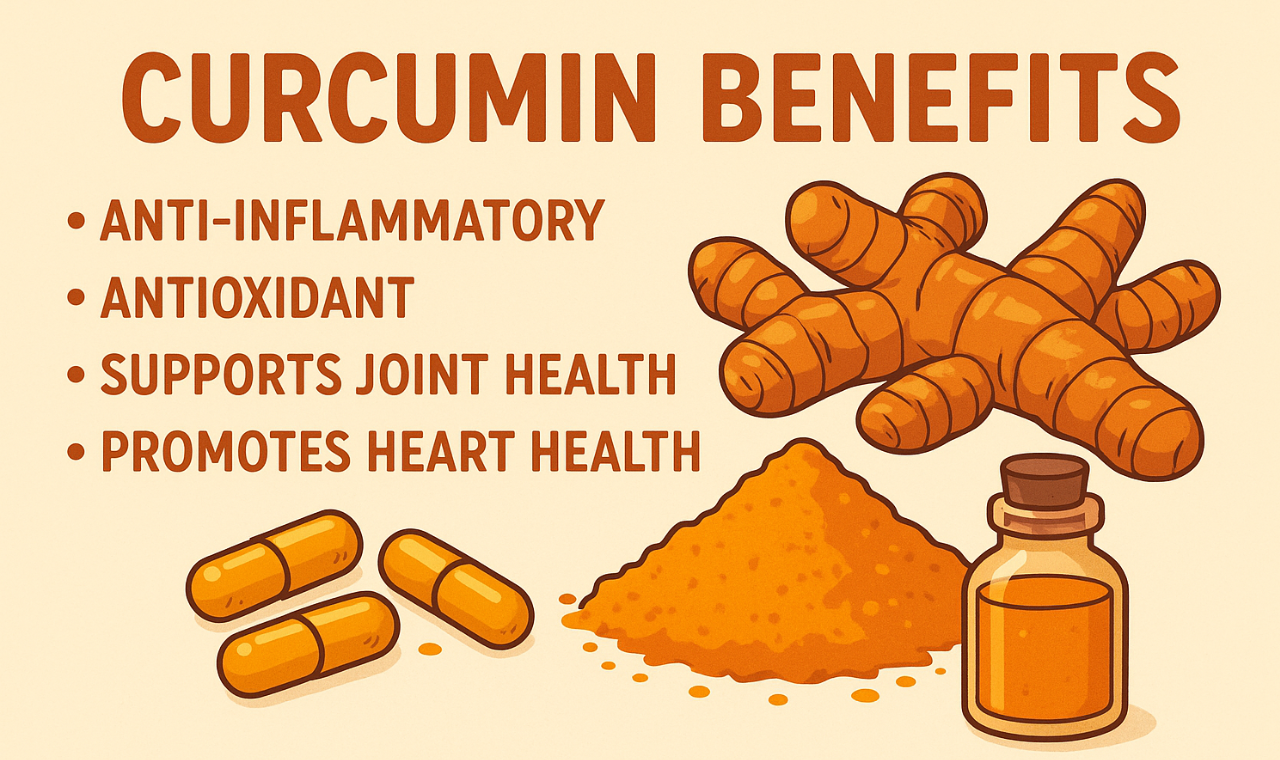 CURCUMIN BENEFITS
• ANTI-INFLAMMATORY
• ANTIOXIDANT
• SUPPORTS JOINT HEALTH
• PROMOTES HEART HEALTH